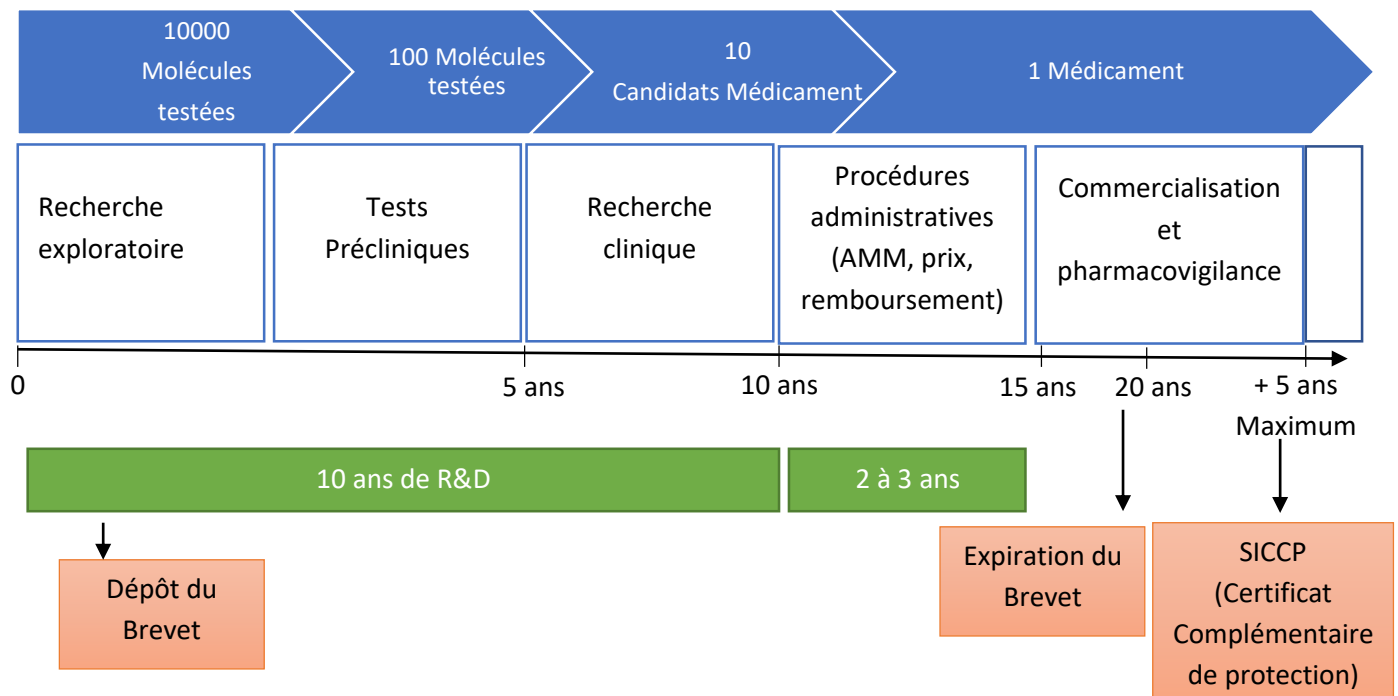 10000
Molécules
testées
100 Molécules
testées
10
Candidats Médicament
1 Médicament
Recherche
exploratoire
Tests
Précliniques
Recherche
clinique
Procédures
administratives
(AMM, prix,
remboursement)
Commercialisation
et
pharmacovigilance
0
5 ans
10 ans
15 ans
20 ans
+ 5 ans
Maximum
10 ans de R&D
2 à 3 ans
Dépôt du
Brevet
Expiration du
Brevet
SICCP
(Certificat
Complémentaire
de protection)